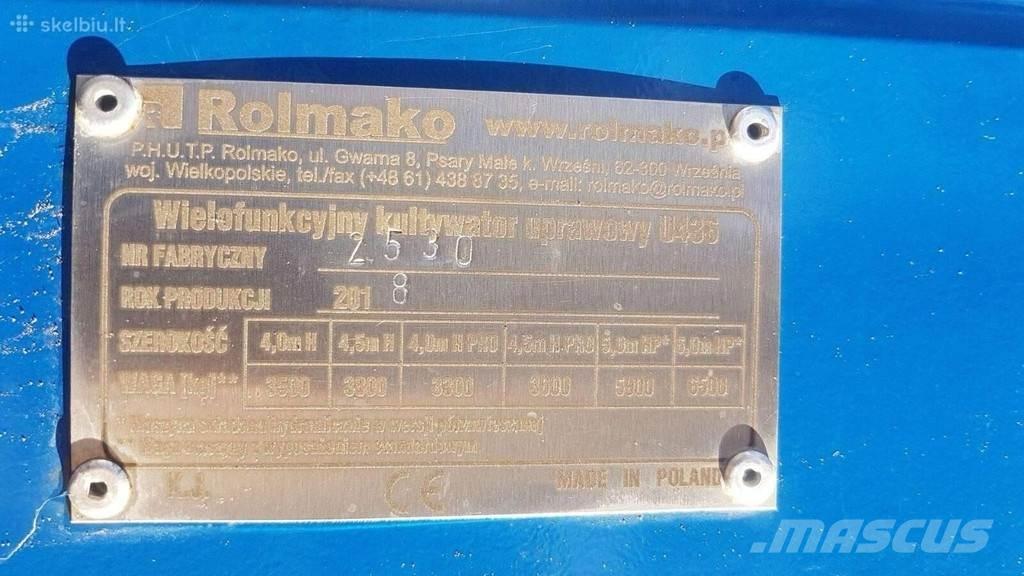 skelbiu.lt
Rolmako www.rolmako.pl
P.H.U.T.P. Rolmako, ul. Gwarna 8, Psary Małe k. Wrześni, 62-300 Września
woj. Wielkopolskie, tel./fax (+48 61) 438 87 35, e-mail: rolmako@rolmako.pl
Wielofunkcyjny kultywator uprawowy U436
NR FABRYCZNY 2530
ROK PRODUKCJI 2018
SZEROKOŚĆ 4,0m H 4,5m H 4,0m H PRO 4,5m H PRO 5,0m HP* 6,0m HP*
WAGA [kg]** 3800 5900 6500
K.J. CE MADE IN POLAND
MASCUS